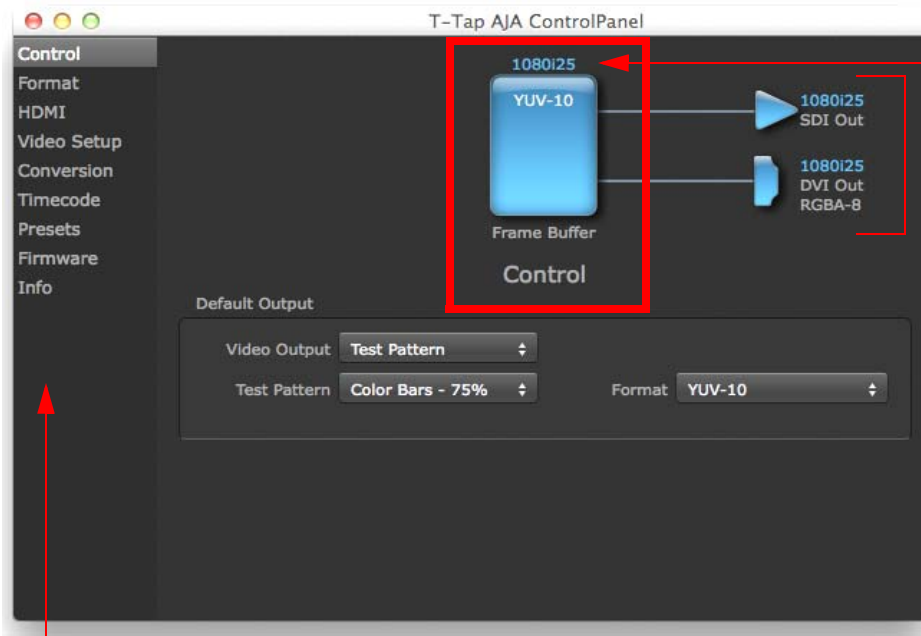 T-Tap AJA ControlPanel
Control
Format
HDMI
Video Setup
Conversion
Timecode
Presets
Firmware
Info
1080i25
YUV-10
Frame Buffer
Control
1080i25
SDI Out
1080i25
DVI Out
RGBA-8
Default Output
Video Output Test Pattern
Test Pattern Color Bars - 75% Format YUV-10